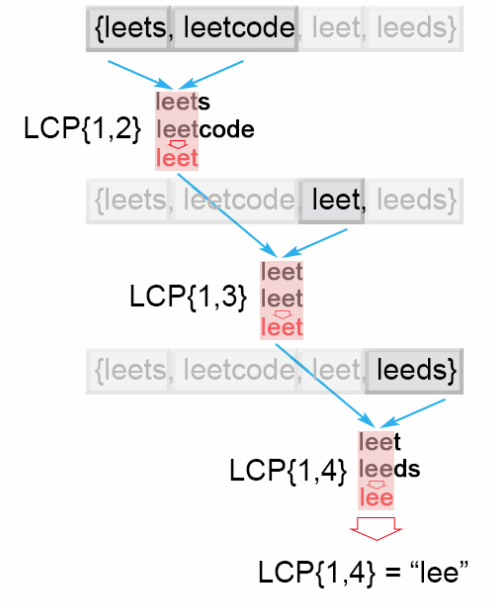 {leets, leetcode, leet, leeds}
leets
LCP{1,2} leetcode
leet
{leets, leetcode, leet, leeds}
leet
LCP{1,3} leet
leet
{leets, leetcode, leet, leeds}
leet
LCP{1,4} leeds
lee
LCP{1,4} = “lee”